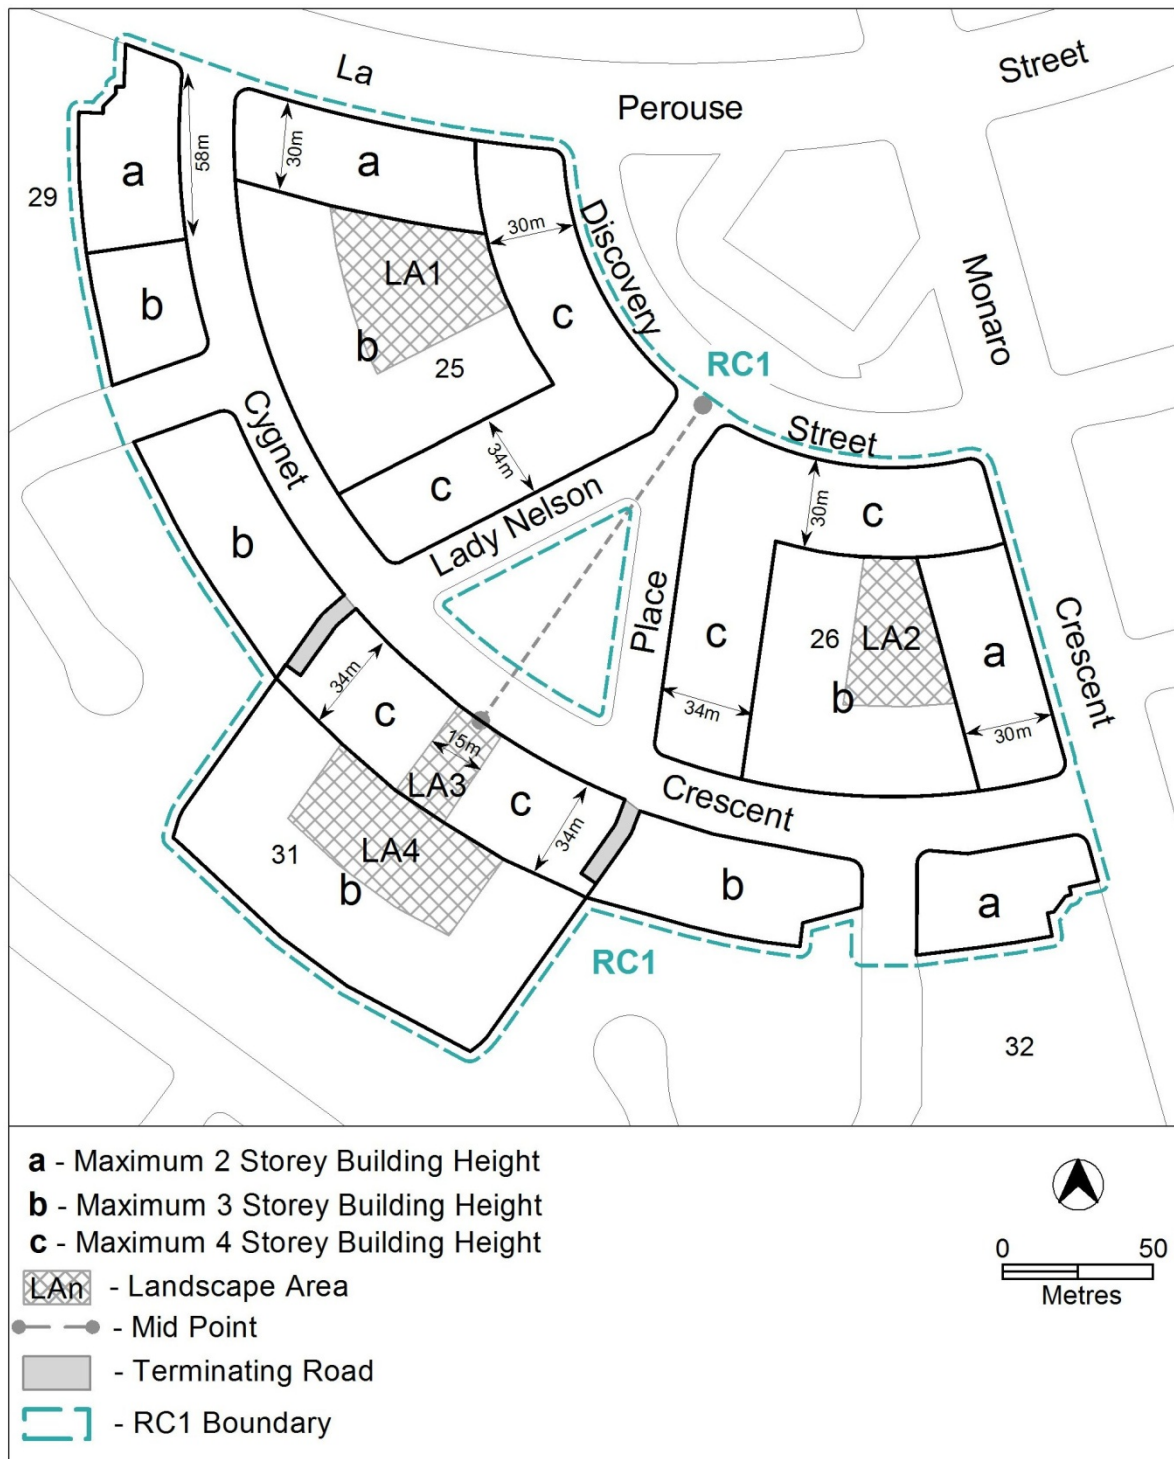 La
Perouse
Street
29
58m
a
30m
a
30m
Discovery
LA1
c
Monaro
b
b
25
RC1
Cygnet
34m
c
Street
30m
c
b
Lady Nelson
Place
c
26
LA2
a
Crescent
b
34m
30m
34m
c
15m
LA3
c
34m
Crescent
31
LA4
b
b
a
RC1
32
a - Maximum 2 Storey Building Height
b - Maximum 3 Storey Building Height
c - Maximum 4 Storey Building Height
LAn - Landscape Area
- Mid Point
- Terminating Road
- RC1 Boundary
0 50
Metres